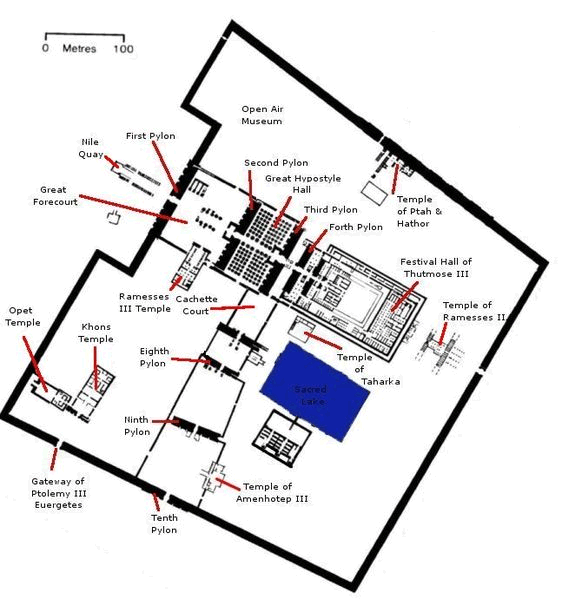 0 Metres 100
Open Air
Museum
First Pylon
Nile
Quay
Second Pylon
Great Hypostyle
Hall
Great
Forecourt
Third Pylon
Forth Pylon
Temple
of Ptah &
Hathor
Festival Hall of
Thutmose III
Ramesses
III Temple
Cachette
Court
Temple of
Ramesses II
Opet
Temple
Khons
Temple
Eighth
Pylon
Temple
of
Taharka
Sacred
Lake
Ninth
Pylon
Gateway of
Ptolemy III
Euergetes
Temple of
Amenhotep III
Tenth
Pylon